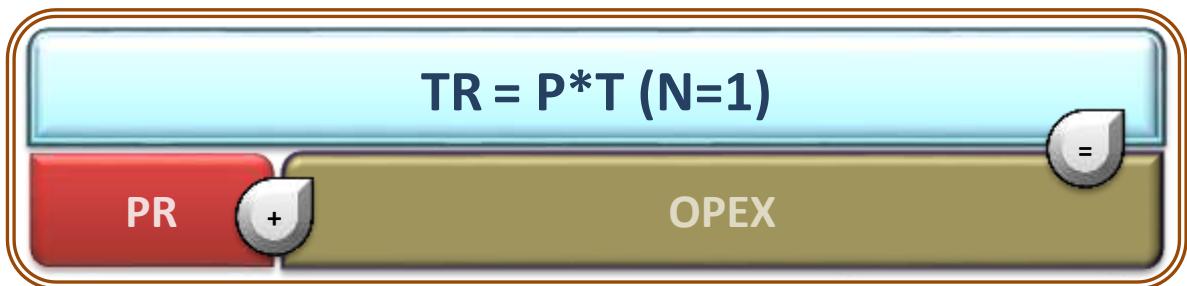 TR = P*T (N=1)
=
PR
+
OPEX